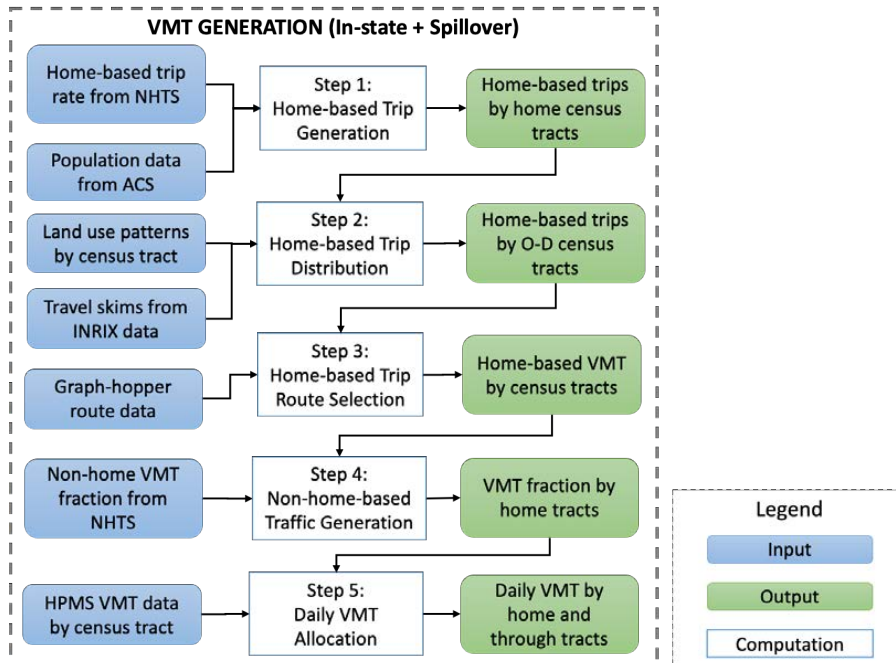 VMT GENERATION (In-state + Spillover)
Home-based trip
rate from NHTS
Population data
from ACS
Step 1:
Home-based Trip
Generation
Home-based trips
by home census
tracts
Land use patterns
by census tract
Travel skims from
INRIX data
Step 2:
Home-based Trip
Distribution
Home-based trips
by O-D census
tracts
Graph-hopper
route data
Step 3:
Home-based Trip
Route Selection
Home-based VMT
by census tracts
Non-home VMT
fraction from
NHTS
Step 4:
Non-home-based
Traffic Generation
VMT fraction by
home tracts
HPMS VMT data
by census tract
Step 5:
Daily VMT
Allocation
Daily VMT by
home and
through tracts
Legend
Input
Output
Computation